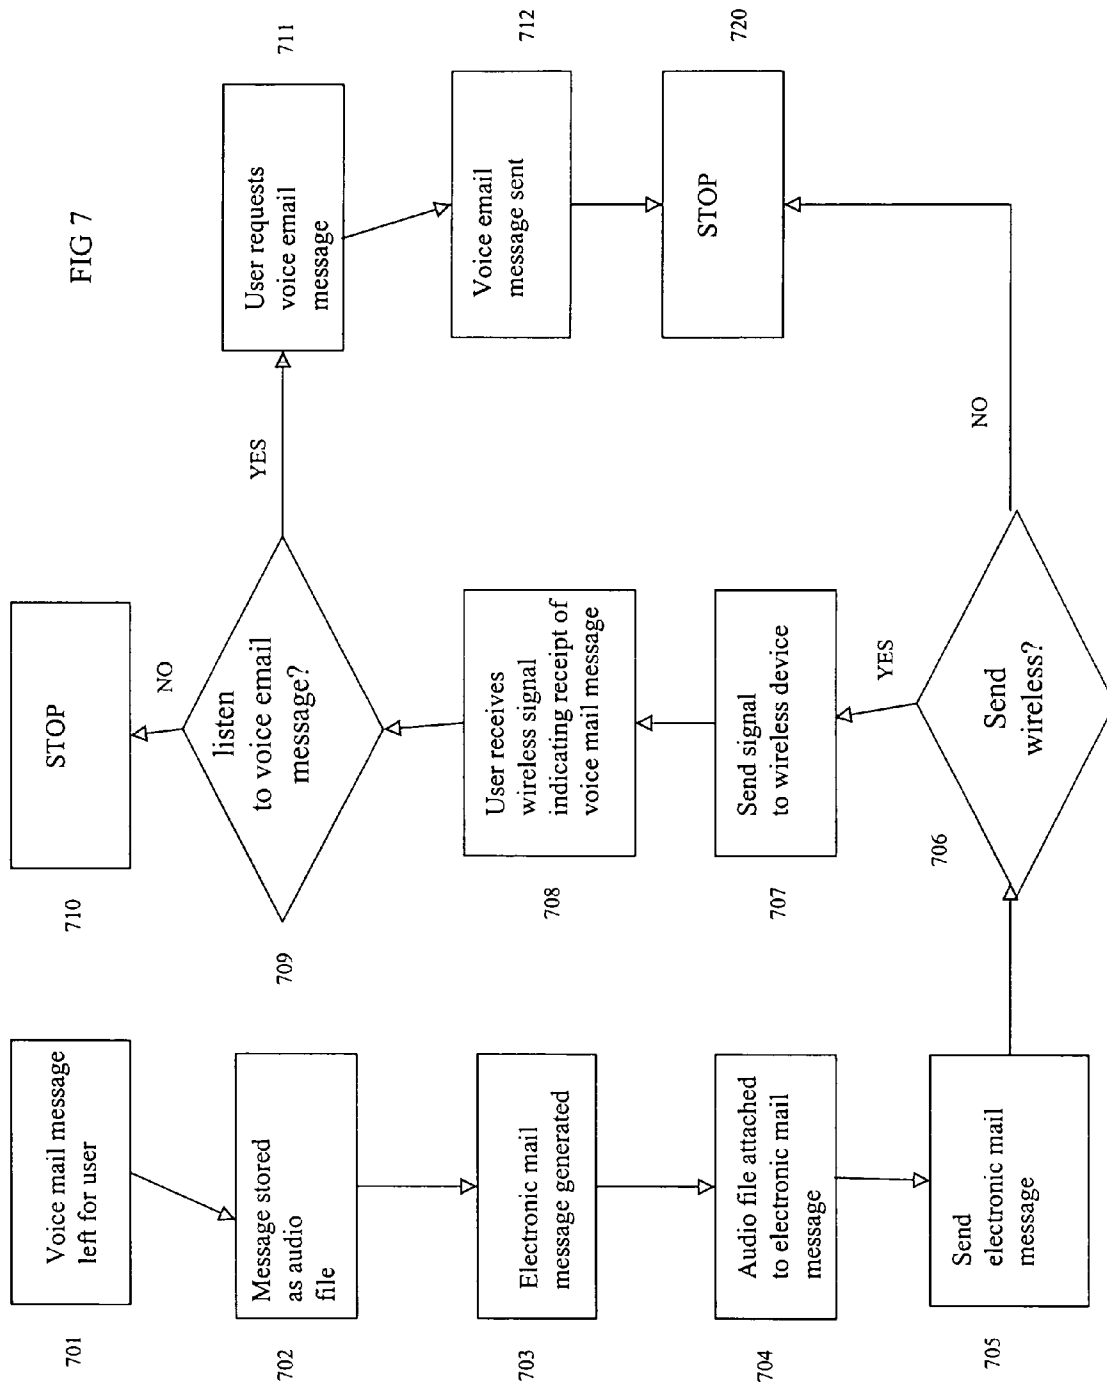 FIG 7
701
Voice mail message
left for user
702
Message stored
as audio
file
703
Electronic mail
message generated
704
Audio file attached
to electronic mail
message
705
Send
electronic mail
message
706
Send
wireless?
YES
NO
707
Send signal
to wireless device
708
User receives
wireless signal
indicating receipt of
voice mail message
709
listen
to voice email
message?
NO
YES
710
STOP
711
User requests
voice email
message
712
Voice email
message sent
720
STOP